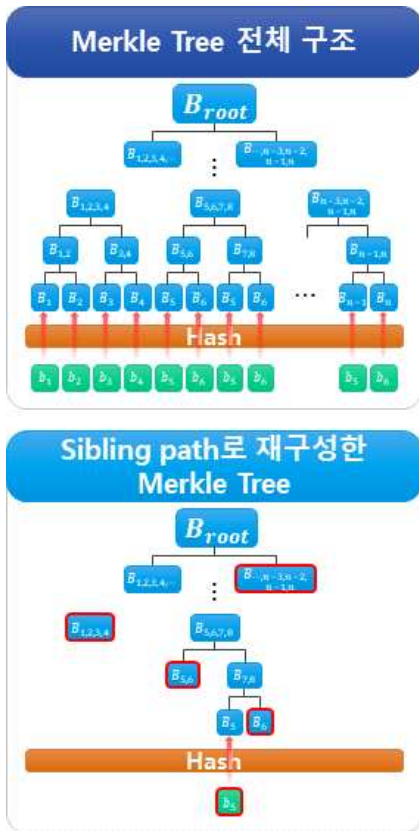 Merkle Tree 전체 구조
B_root
B_1,2,3,4,⋯ B_⋯,n−3,n−2,
n−1,n
⋮
B_1,2,3,4 B_5,6,7,8 B_n−3,n−2,
n−1,n
B_1,2 B_3,4 B_5,6 B_7,8 B_n−1,n
B_1 B_2 B_3 B_4 B_5 B_6 B_5 B_6 ⋯ B_n−1 B_n
Hash
b_1 b_2 b_3 b_4 b_5 b_6 b_5 b_6 b_5 b_6
Sibling path로 재구성한
Merkle Tree
B_root
B_1,2,3,4,⋯ B_⋯,n−3,n−2,
n−1,n
⋮
B_1,2,3,4 B_5,6,7,8
B_5,6 B_7,8
B_5 B_6
Hash
b_5